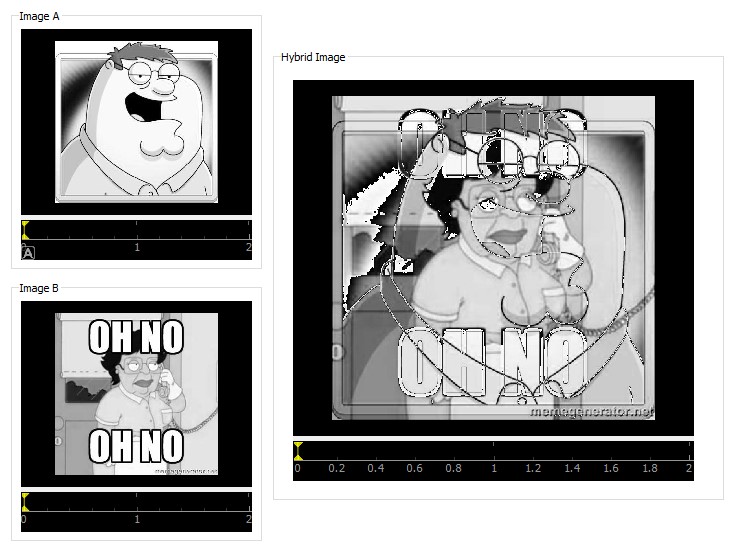 Image A
0 1 2
A
Image B
OH NO
OH NO
memegenerator.net
0 1 2
Hybrid Image
OH NO
OH NO
memegenerator.net
0 0.2 0.4 0.6 0.8 1 1.2 1.4 1.6 1.8 2